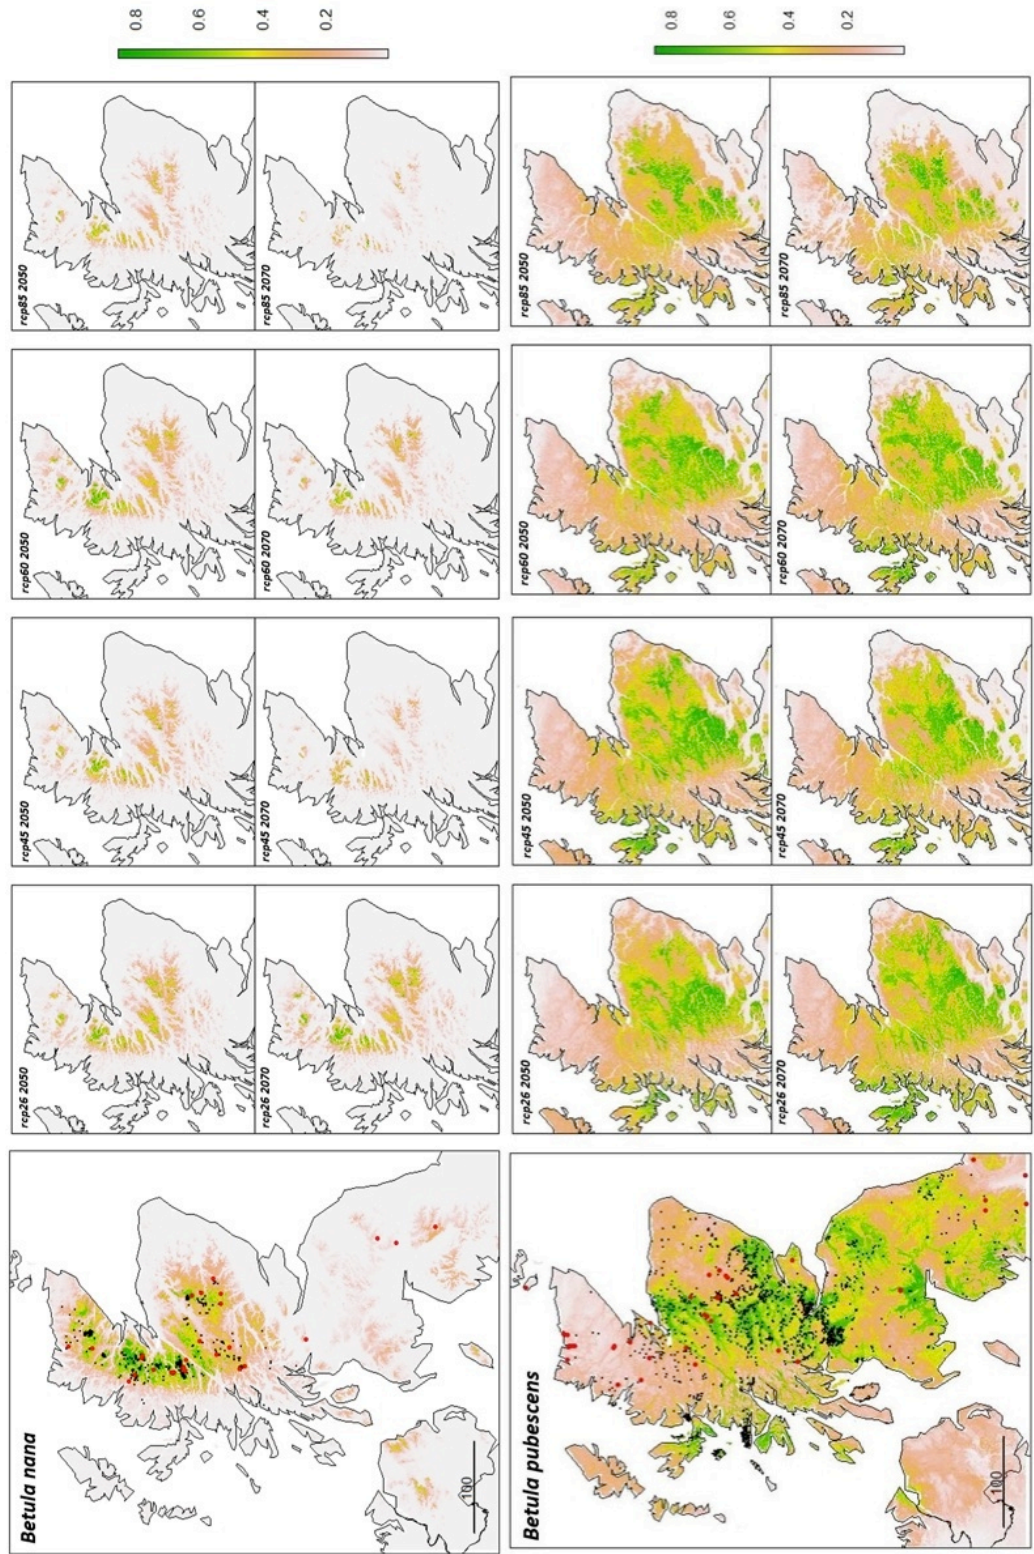 Betula nana
100
rcp26 2050
rcp45 2050
rcp60 2050
rcp85 2050
rcp26 2070
rcp45 2070
rcp60 2070
rcp85 2070
0.8
0.6
0.4
0.2
Betula pubescens
100
rcp26 2050
rcp45 2050
rcp60 2050
rcp85 2050
rcp26 2070
rcp45 2070
rcp60 2070
rcp85 2070
0.8
0.6
0.4
0.2